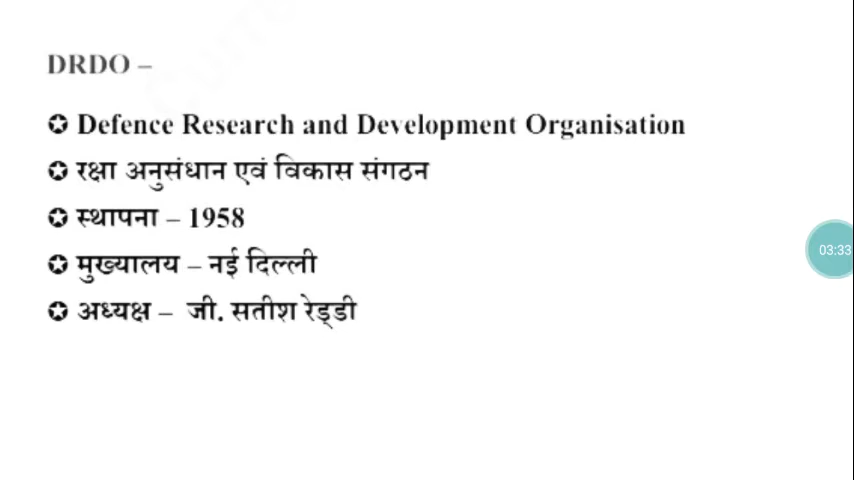 DRDO –
✪ Defence Research and Development Organisation
✪ रक्षा अनुसंधान एवं विकास संगठन
✪ स्थापना – 1958
✪ मुख्यालय – नई दिल्ली
✪ अध्यक्ष – जी. सतीश रेड्डी
03:33